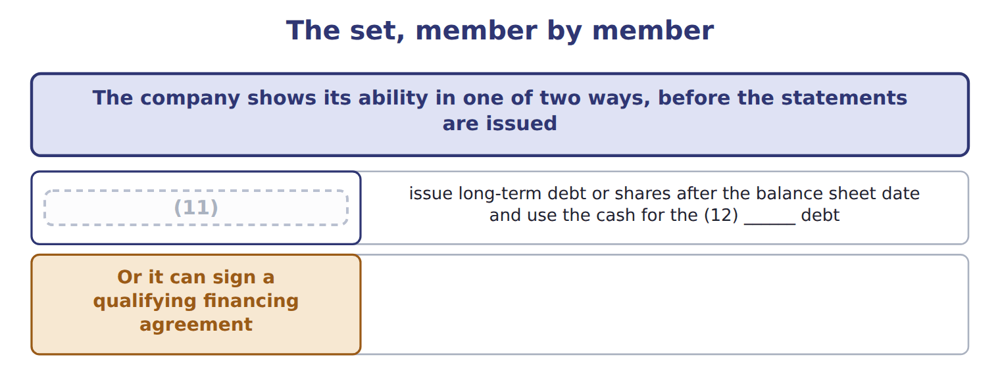 The set, member by member
The company shows its ability in one of two ways, before the statements
are issued
(11)
issue long-term debt or shares after the balance sheet date
and use the cash for the (12) ______ debt
Or it can sign a
qualifying financing
agreement